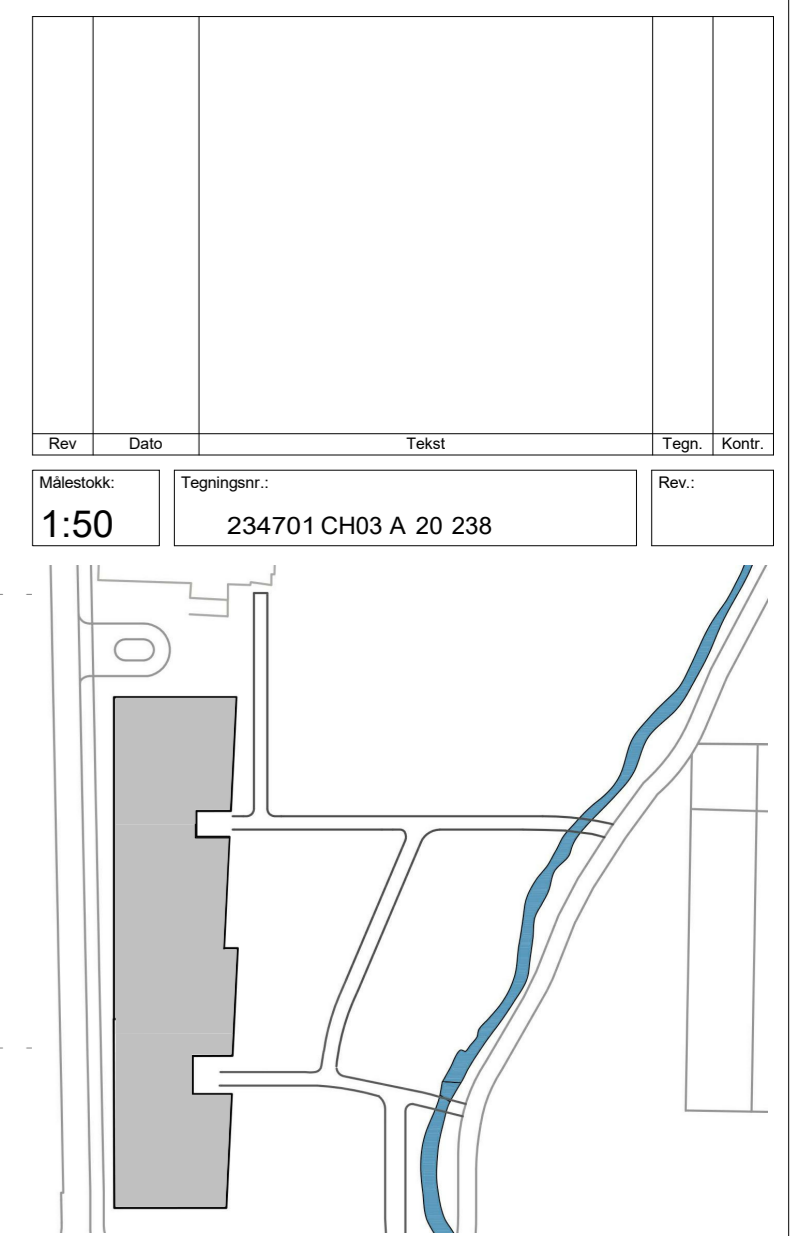 Rev Dato Tekst Tegn. Kontr.
Målestokk: Tegningsnr.: Rev.:
1:50 234701 CH03 A 20 238